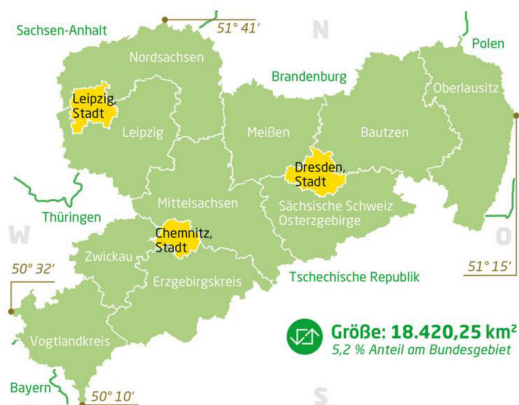 Sachsen-Anhalt
51° 41'
N
Polen
Nordsachsen
Brandenburg
Oberlausitz
Leipzig,
Stadt
Leipzig
Meißen
Bautzen
Dresden,
Stadt
Mittelsachsen
Sächsische Schweiz
Osterzgebirge
Thüringen
W
O
Chemnitz,
Stadt
Zwickau
50° 32'
Erzgebirgskreis
Tschechische Republik
51° 15'
Vogtlandkreis
Größe: 18.420,25 km²
5,2 % Anteil am Bundesgebiet
Bayern
50° 10'
S